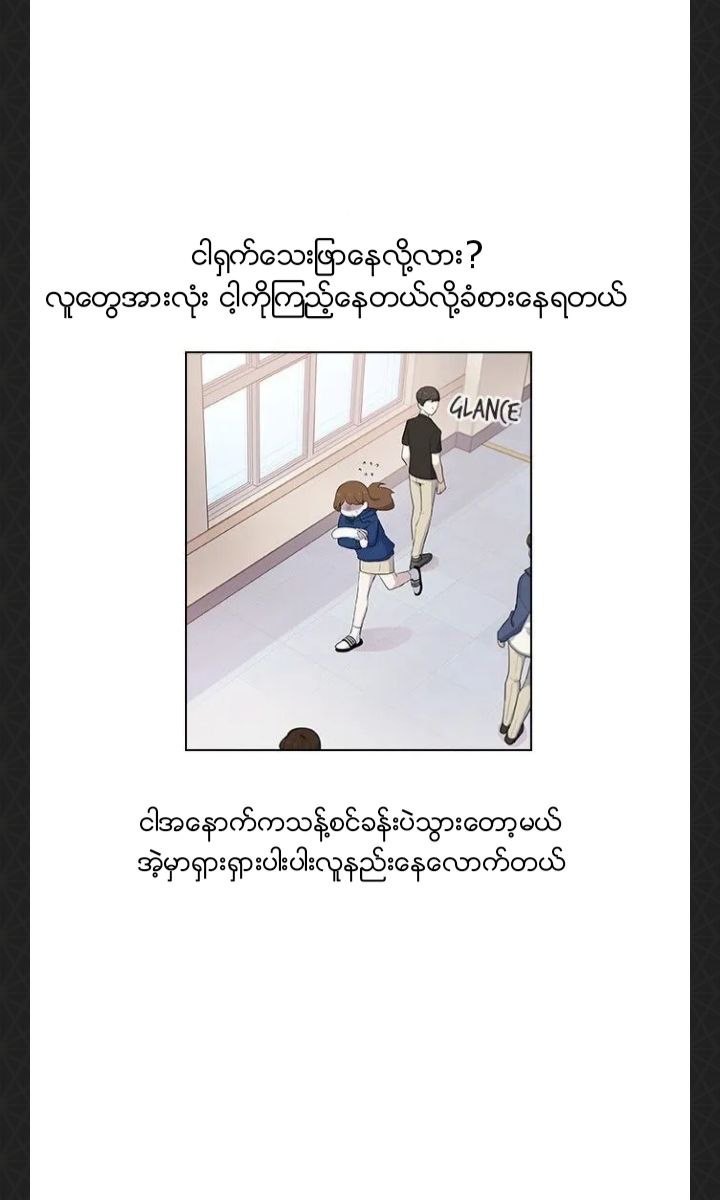 ငါရှက်သေးဖြာနေလို့လား?
လူတွေအားလုံး ငါ့ကိုကြည့်နေတယ်လို့ခံစားနေရတယ်
GLANCE
ငါအနောက်ကသန့်စင်ခန်းပဲသွားတော့မယ်
အဲ့မှာရှားရှားပါးပါးလူနည်းနေလောက်တယ်